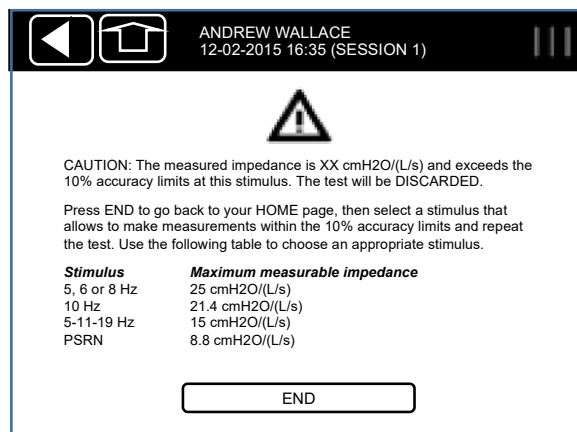 ANDREW WALLACE
12-02-2015 16:35 (SESSION 1)
CAUTION: The measured impedance is XX cmH2O/(L/s) and exceeds the
10% accuracy limits at this stimulus. The test will be DISCARDED.
Press END to go back to your HOME page, then select a stimulus that
allows to make measurements within the 10% accuracy limits and repeat
the test. Use the following table to choose an appropriate stimulus.
Stimulus Maximum measurable impedance
5, 6 or 8 Hz 25 cmH2O/(L/s)
10 Hz 21.4 cmH2O/(L/s)
5-11-19 Hz 15 cmH2O/(L/s)
PSRN 8.8 cmH2O/(L/s)
END